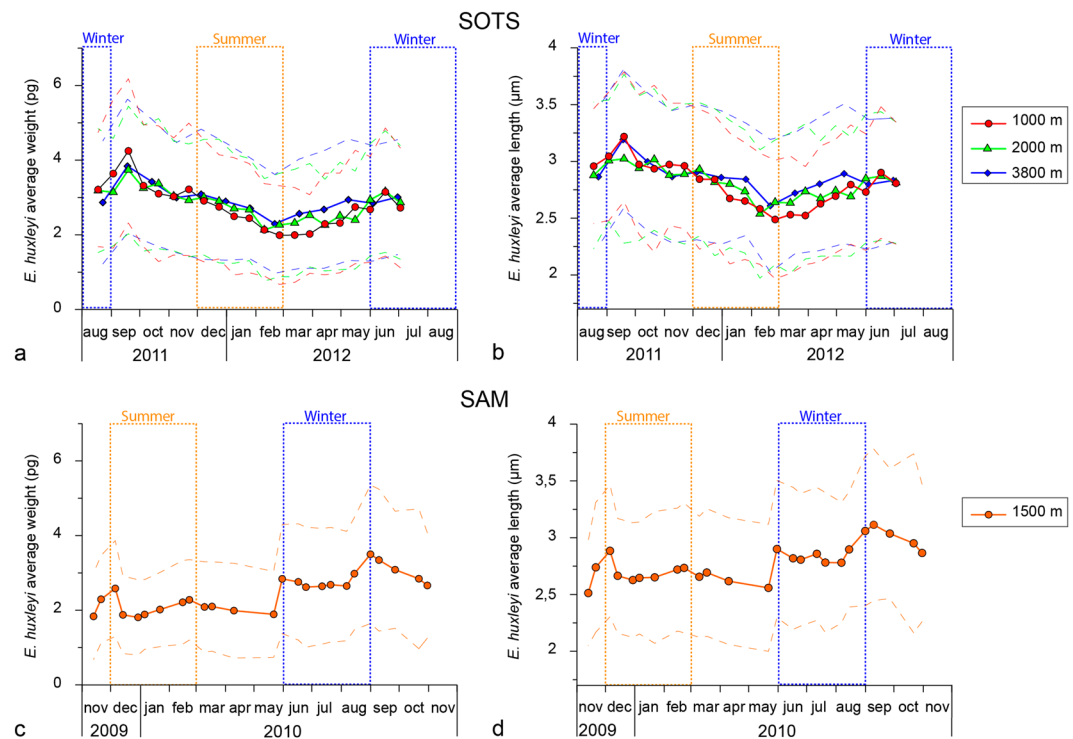 SOTS
Winter
Summer
Winter
E. huxleyi average weight (pg)
6
4
2
0
aug sep oct nov dec jan feb mar apr may jun jul aug
2011 2012
a
Winter
Summer
Winter
E. huxleyi average length (µm)
4
3.5
3
2.5
2
aug sep oct nov dec jan feb mar apr may jun jul aug
2011 2012
b
1000 m
2000 m
3800 m
SAM
Summer
Winter
E. huxleyi average weight (pg)
6
4
2
0
nov dec jan feb mar apr may jun jul aug sep oct nov
2009 2010
c
Summer
Winter
E. huxleyi average length (µm)
4
3,5
3
2,5
2
nov dec jan feb mar apr may jun jul aug sep oct nov
2009 2010
d
1500 m